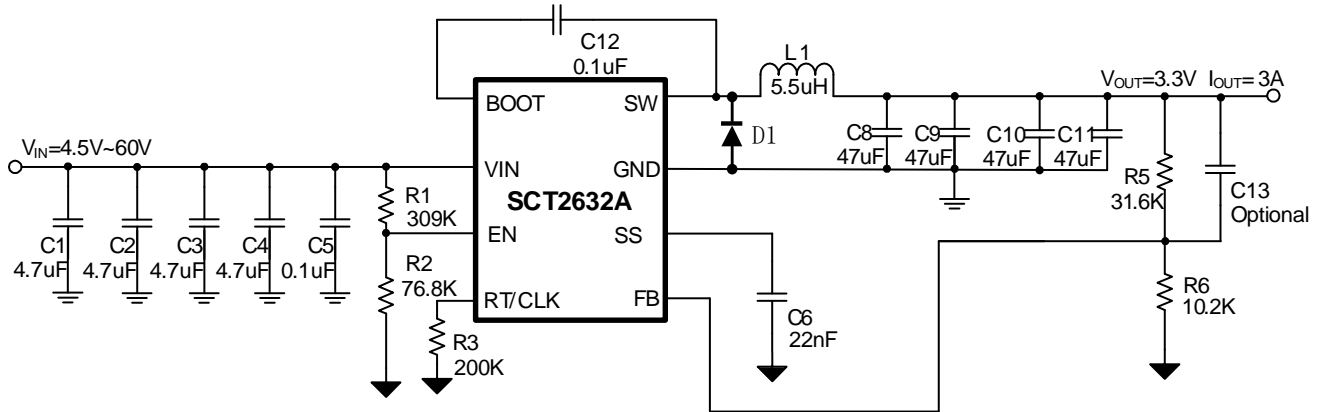 C12
0.1uF
L1
5.5uH
VOUT=3.3V IOUT= 3A
BOOT
SW
D1
C8
47uF
C9
47uF
C10
47uF
C11
47uF
VIN=4.5V~60V
VIN
GND
SCT2632A
R1
309K
R5
31.6K
C13
Optional
EN
SS
C1
4.7uF
C2
4.7uF
C3
4.7uF
C4
4.7uF
C5
0.1uF
R2
76.8K
RT/CLK
FB
R3
200K
C6
22nF
R6
10.2K